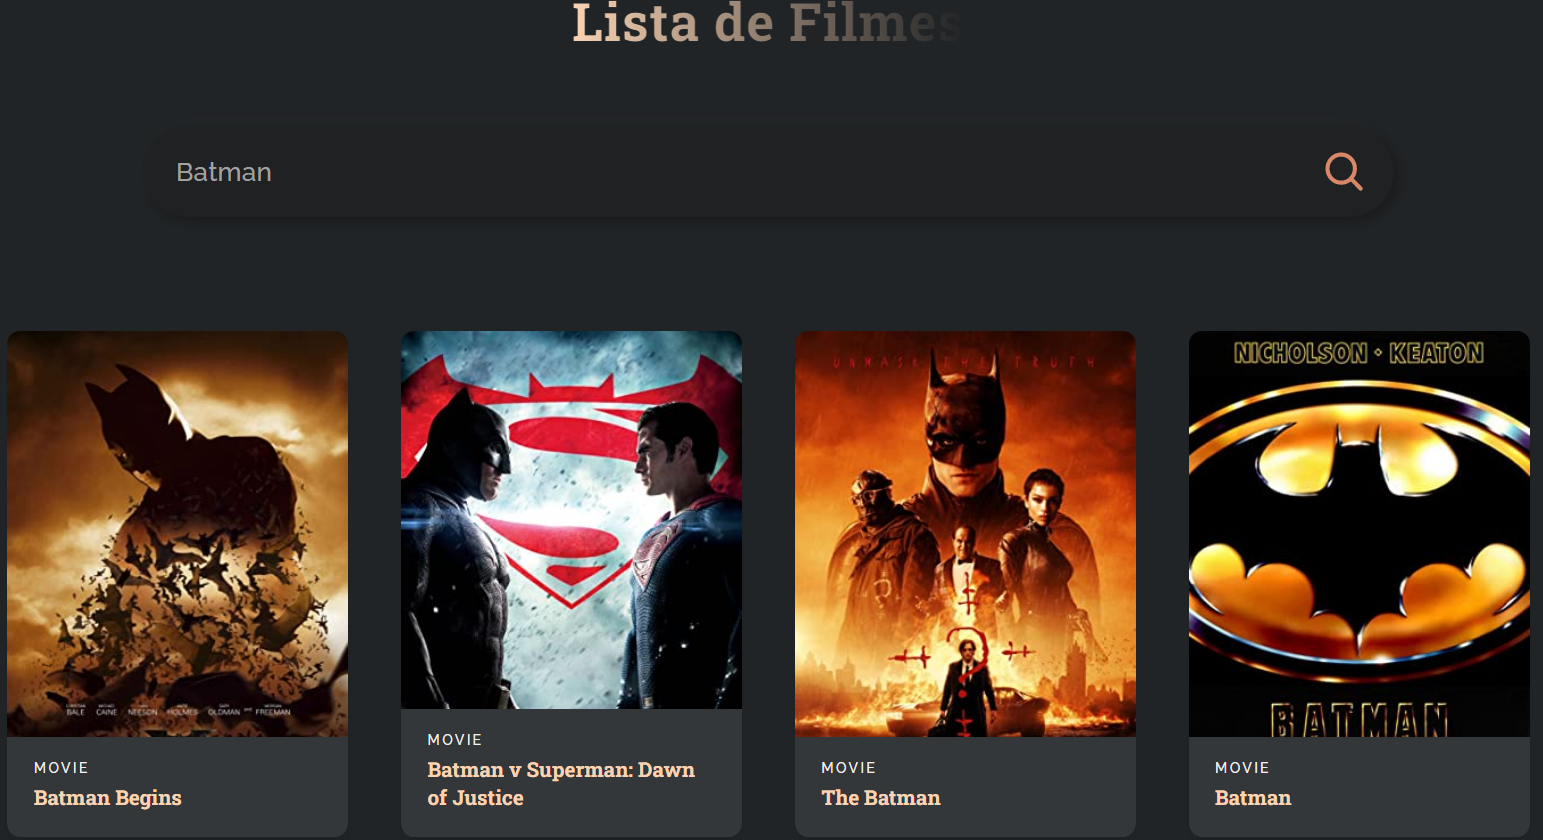 Lista de Filmes
Batman
UNMASK THE TRUTH
NICHOLSON • KEATON
BALE CAINE NEESON HOLMES OLDMAN FREEMAN
BATMAN
MOVIE
Batman Begins
MOVIE
Batman v Superman: Dawn
of Justice
MOVIE
The Batman
MOVIE
Batman